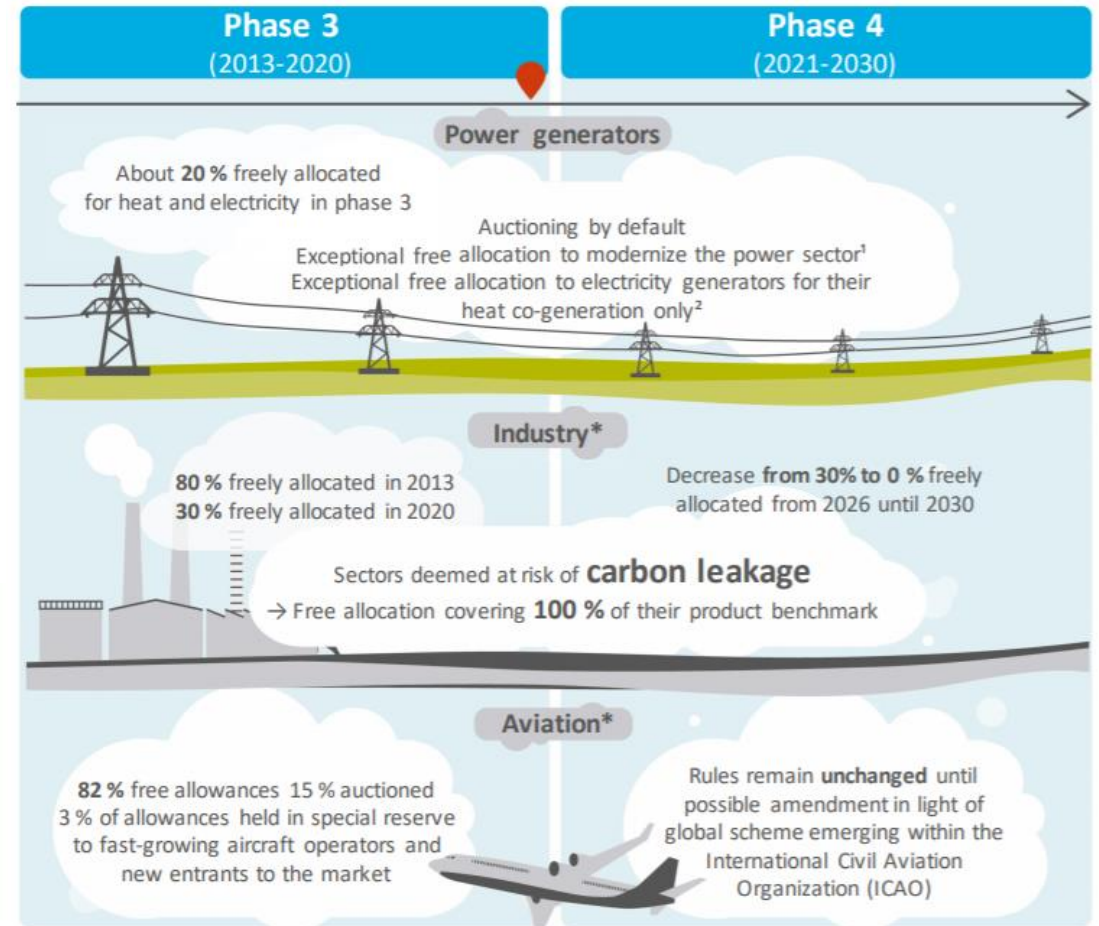 Phase 3
(2013-2020)
Phase 4
(2021-2030)
Power generators
About 20 % freely allocated
for heat and electricity in phase 3
Auctioning by default
Exceptional free allocation to modernize the power sector¹
Exceptional free allocation to electricity generators for their
heat co-generation only²
Industry*
80 % freely allocated in 2013
30 % freely allocated in 2020
Decrease from 30% to 0 % freely
allocated from 2026 until 2030
Sectors deemed at risk of carbon leakage
→ Free allocation covering 100 % of their product benchmark
Aviation*
82 % free allowances 15 % auctioned
3 % of allowances held in special reserve
to fast-growing aircraft operators and
new entrants to the market
Rules remain unchanged until
possible amendment in light of
global scheme emerging within the
International Civil Aviation
Organization (ICAO)